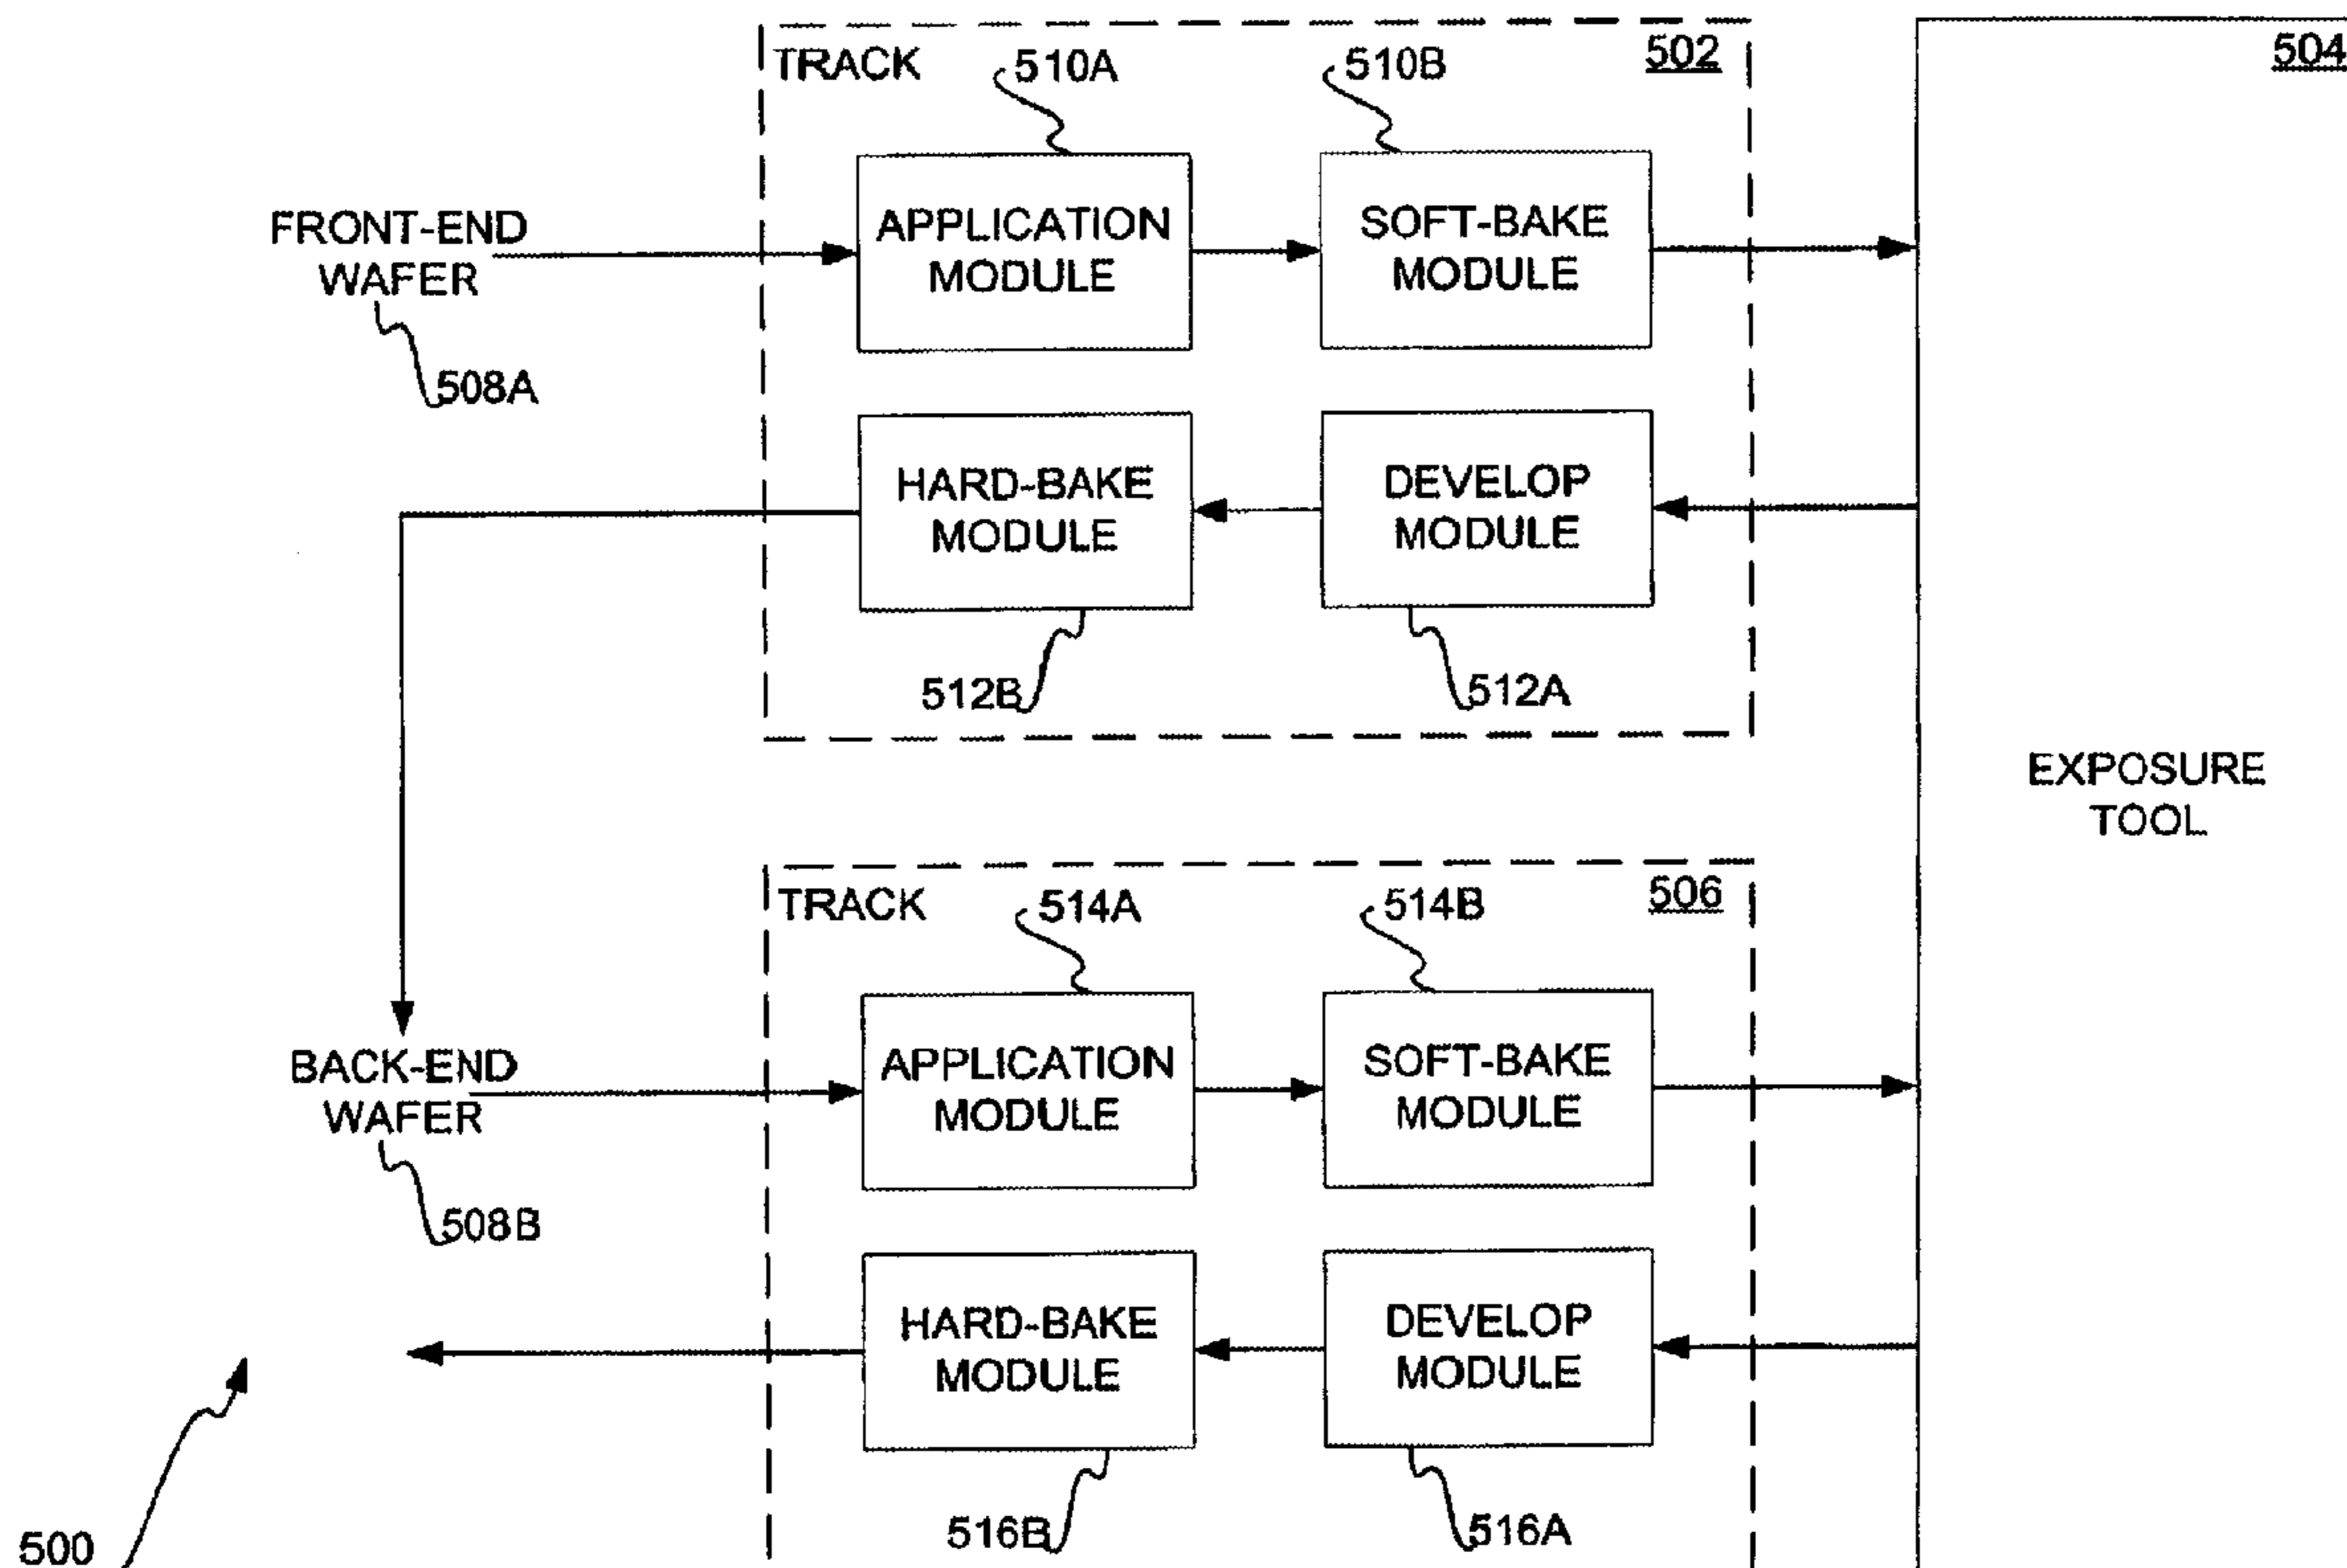 TRACK
502
504
510A
510B
FRONT-END
WAFER
508A
APPLICATION
MODULE
SOFT-BAKE
MODULE
HARD-BAKE
MODULE
DEVELOP
MODULE
512B
512A
EXPOSURE
TOOL
TRACK
506
514A
514B
BACK-END
WAFER
508B
APPLICATION
MODULE
SOFT-BAKE
MODULE
HARD-BAKE
MODULE
DEVELOP
MODULE
516B
516A
500